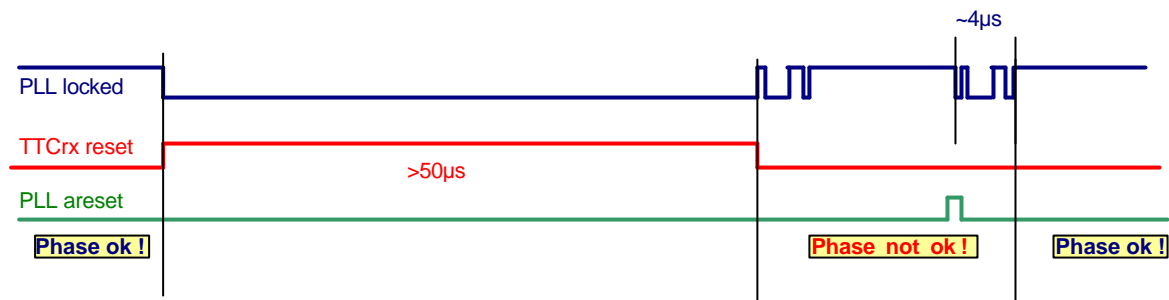 ~4µs
PLL locked
TTCrx reset
>50µs
PLL areset
Phase ok !
Phase not ok !
Phase ok !